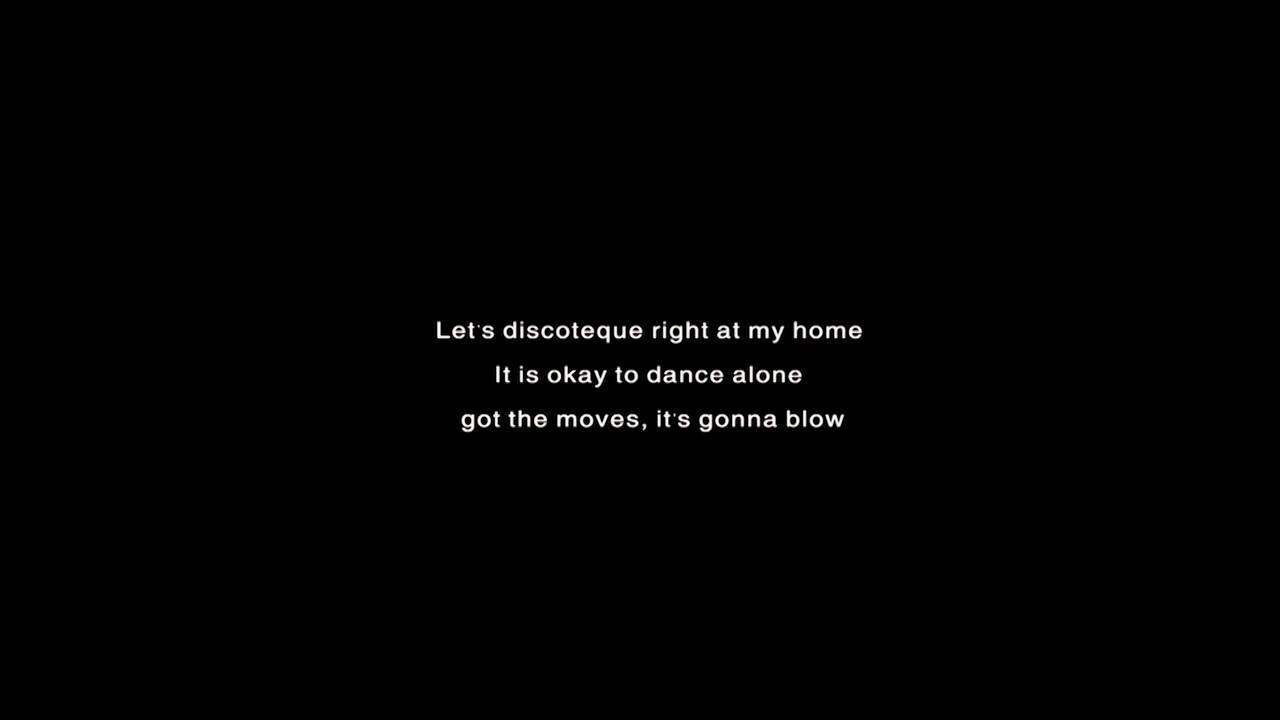 Let's discoteque right at my home
It is okay to dance alone
got the moves, it's gonna blow